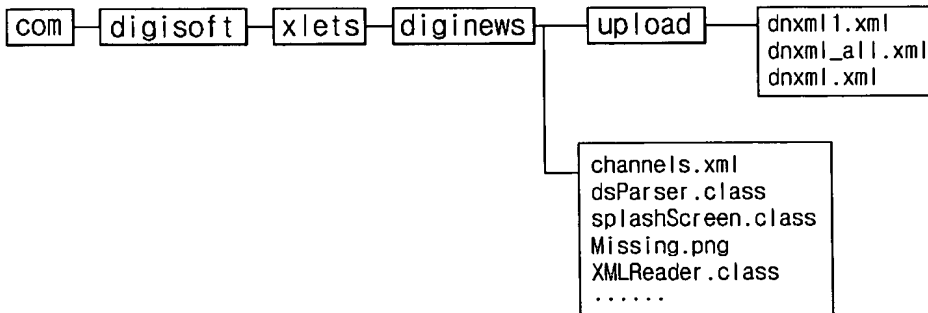 com digisoft xlets diginews upload
dnxml1.xml
dnxml_all.xml
dnxml.xml
channels.xml
dsParser.class
splashScreen.class
Missing.png
XMLReader.class
......